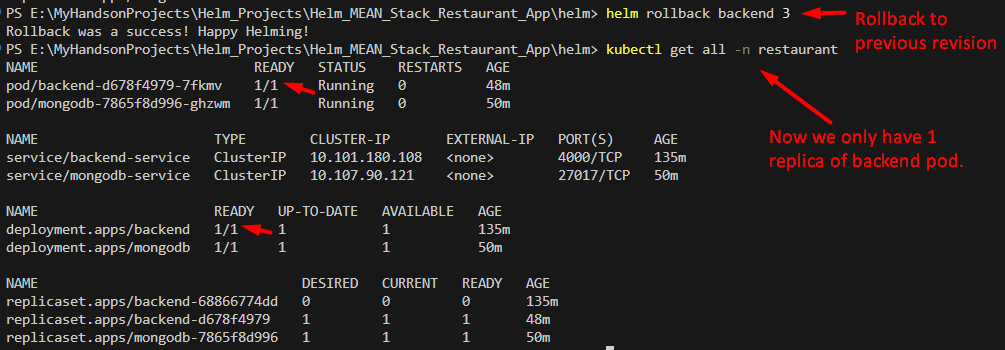 PS E:\MyHandsonProjects\Helm_Projects\Helm_MEAN_Stack_Restaurant_App\helm> helm rollback backend 3
Rollback to
previous revision
Rollback was a success! Happy Helming!
PS E:\MyHandsonProjects\Helm_Projects\Helm_MEAN_Stack_Restaurant_App\helm> kubectl get all -n restaurant
NAME READY STATUS RESTARTS AGE
pod/backend-d678f4979-7fkmv 1/1 Running 0 48m
pod/mongodb-7865f8d996-ghzwm 1/1 Running 0 50m
Now we only have 1
replica of backend pod.
NAME TYPE CLUSTER-IP EXTERNAL-IP PORT(S) AGE
service/backend-service ClusterIP 10.101.180.108 <none> 4000/TCP 135m
service/mongodb-service ClusterIP 10.107.90.121 <none> 27017/TCP 50m
NAME READY UP-TO-DATE AVAILABLE AGE
deployment.apps/backend 1/1 1 1 135m
deployment.apps/mongodb 1/1 1 1 50m
NAME DESIRED CURRENT READY AGE
replicaset.apps/backend-68866774dd 0 0 0 135m
replicaset.apps/backend-d678f4979 1 1 1 48m
replicaset.apps/mongodb-7865f8d996 1 1 1 50m